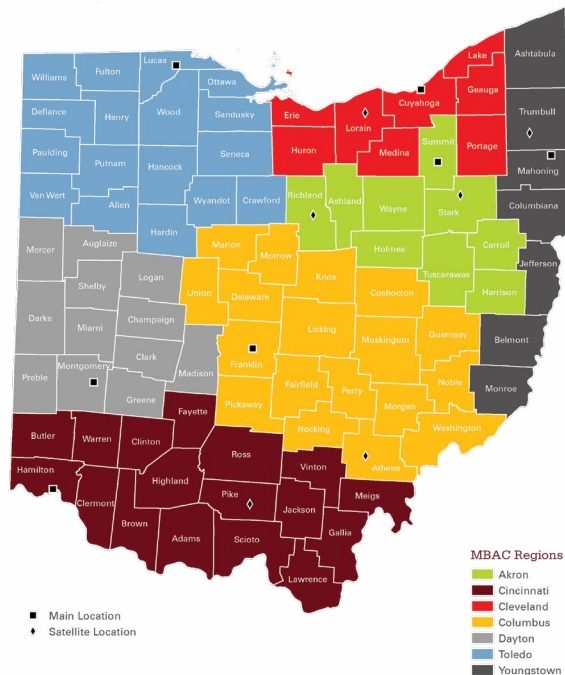 Lake
Ashtabula
Lucas
Fulton
Williams
Ottawa
Geauga
Cuyahoga
Defiance
Henry
Wood
Sandusky
Erie
Lorain
Trumbull
Summit
Huron
Medina
Portage
Paulding
Putnam
Hancock
Seneca
Mahoning
Van Wert
Allen
Wyandot
Crawford
Richland
Ashland
Wayne
Stark
Columbiana
Hardin
Mercer
Auglaize
Marion
Morrow
Holmes
Carroll
Jefferson
Tuscarawas
Harrison
Logan
Shelby
Union
Delaware
Knox
Cohocton
Darke
Miami
Champaign
Licking
Muskingum
Guernsey
Belmont
Clark
Franklin
Preble
Montgomery
Madison
Fairfield
Perry
Noble
Monroe
Greene
Fayette
Pickaway
Morgan
Washington
Hocking
Athens
Butler
Warren
Clinton
Ross
Vinton
Hamilton
Highland
Pike
Meigs
Clermont
Jackson
Brown
Adams
Scioto
Gallia
Lawrence
MBAC Regions
Akron
Cincinnati
Cleveland
Columbus
Dayton
Toledo
Youngstown
Main Location
Satellite Location